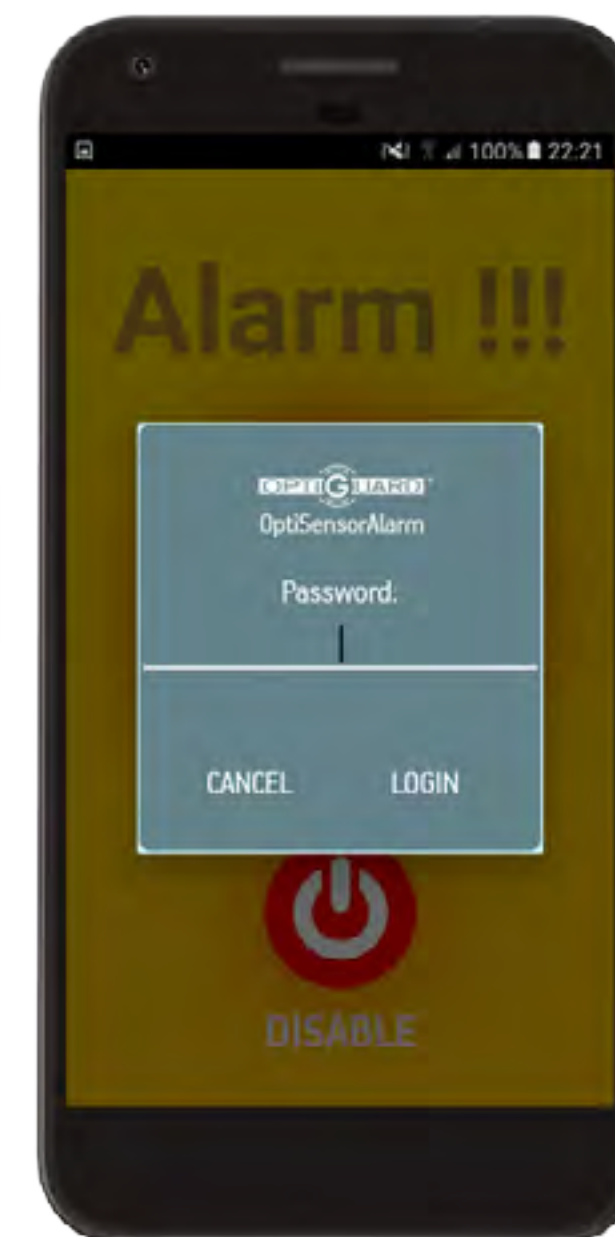 100% 22:21
Alarm !!!
OPTIGUARD
OptiSensorAlarm
Password.
CANCEL LOGIN
DISABLE